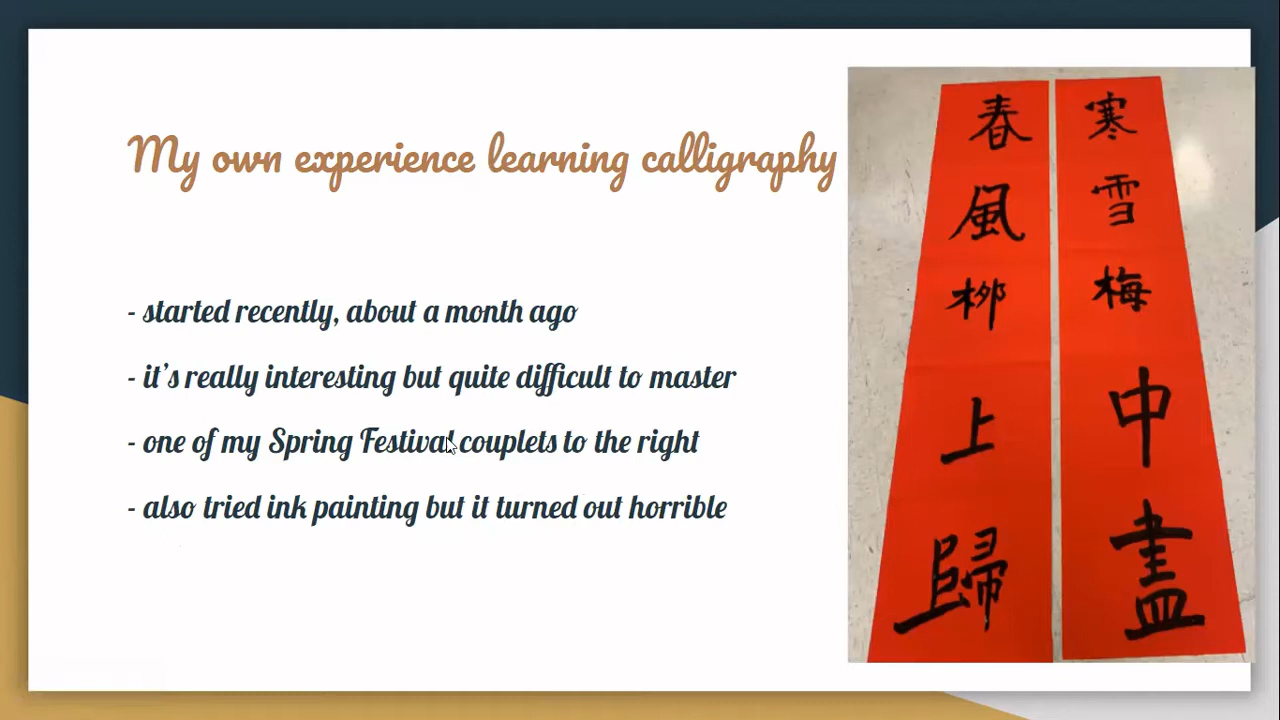 My own experience learning calligraphy
- started recently, about a month ago
- it's really interesting but quite difficult to master
- one of my Spring Festival couplets to the right
- also tried ink painting but it turned out horrible
寒雪梅中盡
春風柳上歸